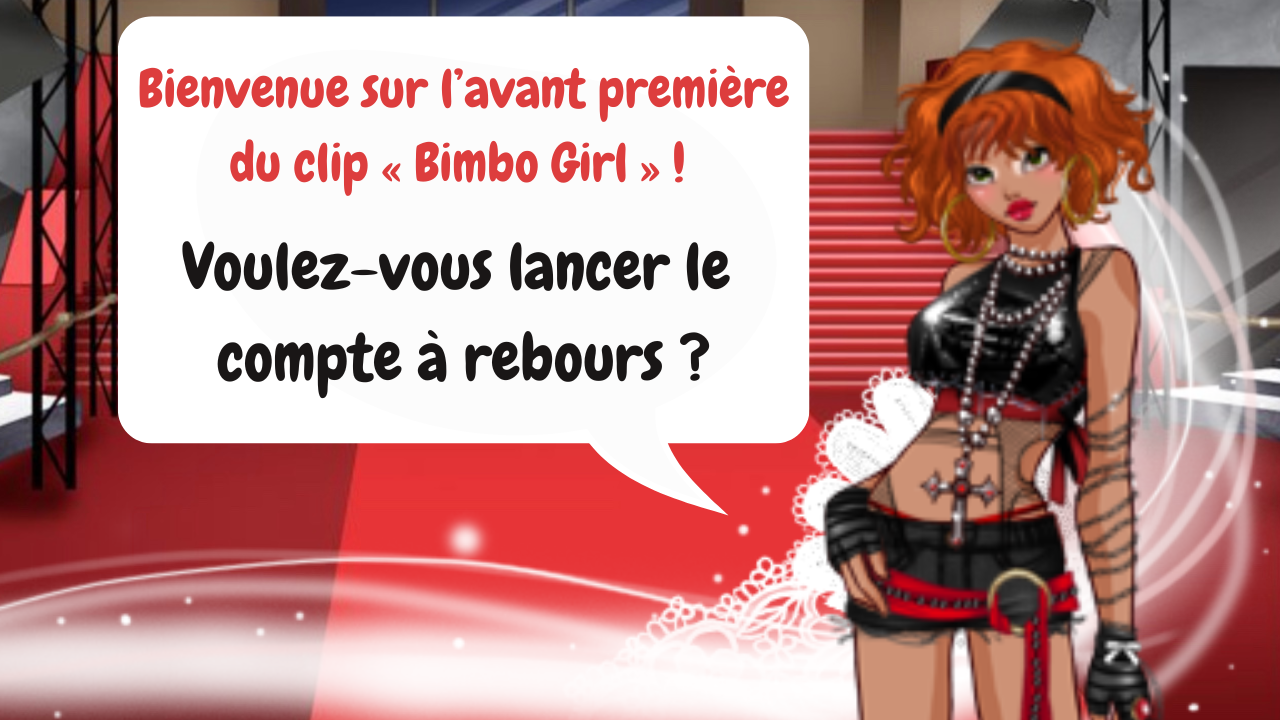 Bienvenue sur l’avant première
du clip « Bimbo Girl » !
Voulez-vous lancer le
compte à rebours ?